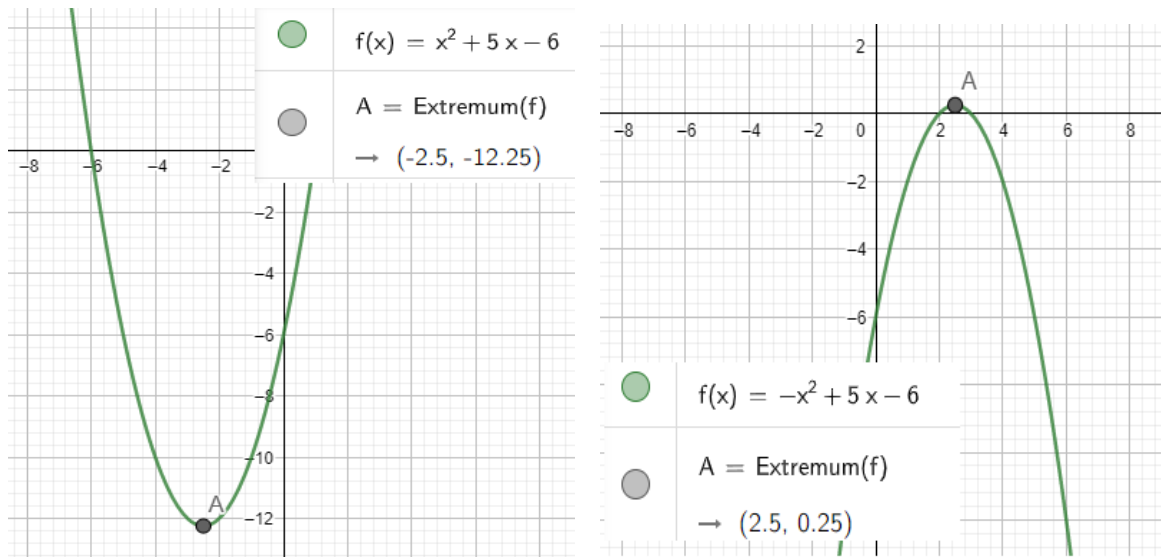 f(x) = x² + 5 x − 6
A = Extremum(f)
→ (-2.5, -12.25)
−8 −6 −4 −2
−2
−4
−6
−8
−10
A
−12
2
A
−8 −6 −4 −2 0 2 4 6 8
−2
−4
−6
f(x) = −x² + 5 x − 6
A = Extremum(f)
→ (2.5, 0.25)